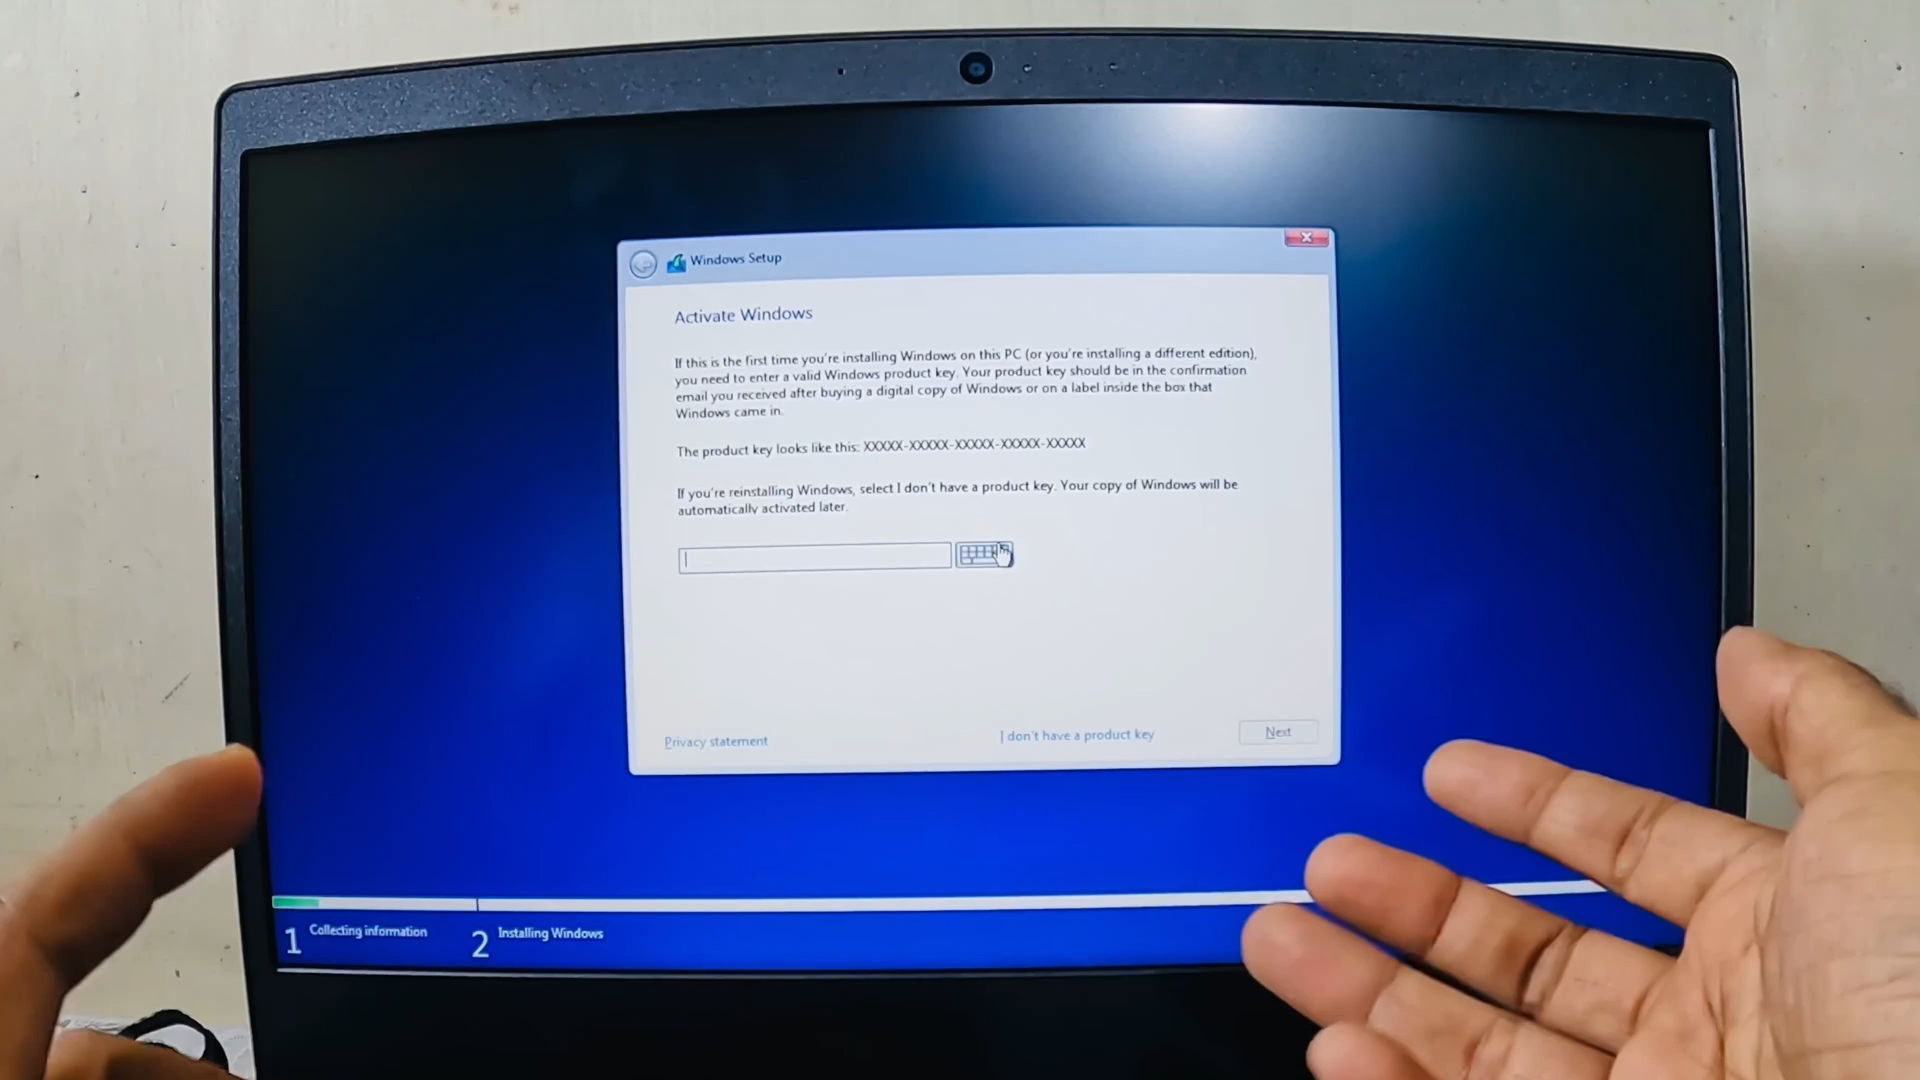 Windows Setup
Activate Windows
If this is the first time you're installing Windows on this PC (or you're installing a different edition),
you need to enter a valid Windows product key. Your product key should be in the confirmation
email you received after buying a digital copy of Windows or on a label inside the box that
Windows came in.
The product key looks like this: XXXXX-XXXXX-XXXXX-XXXXX-XXXXX
If you're reinstalling Windows, select I don't have a product key. Your copy of Windows will be
automatically activated later.
Privacy statement
I don't have a product key
Next
1 Collecting information
2 Installing Windows